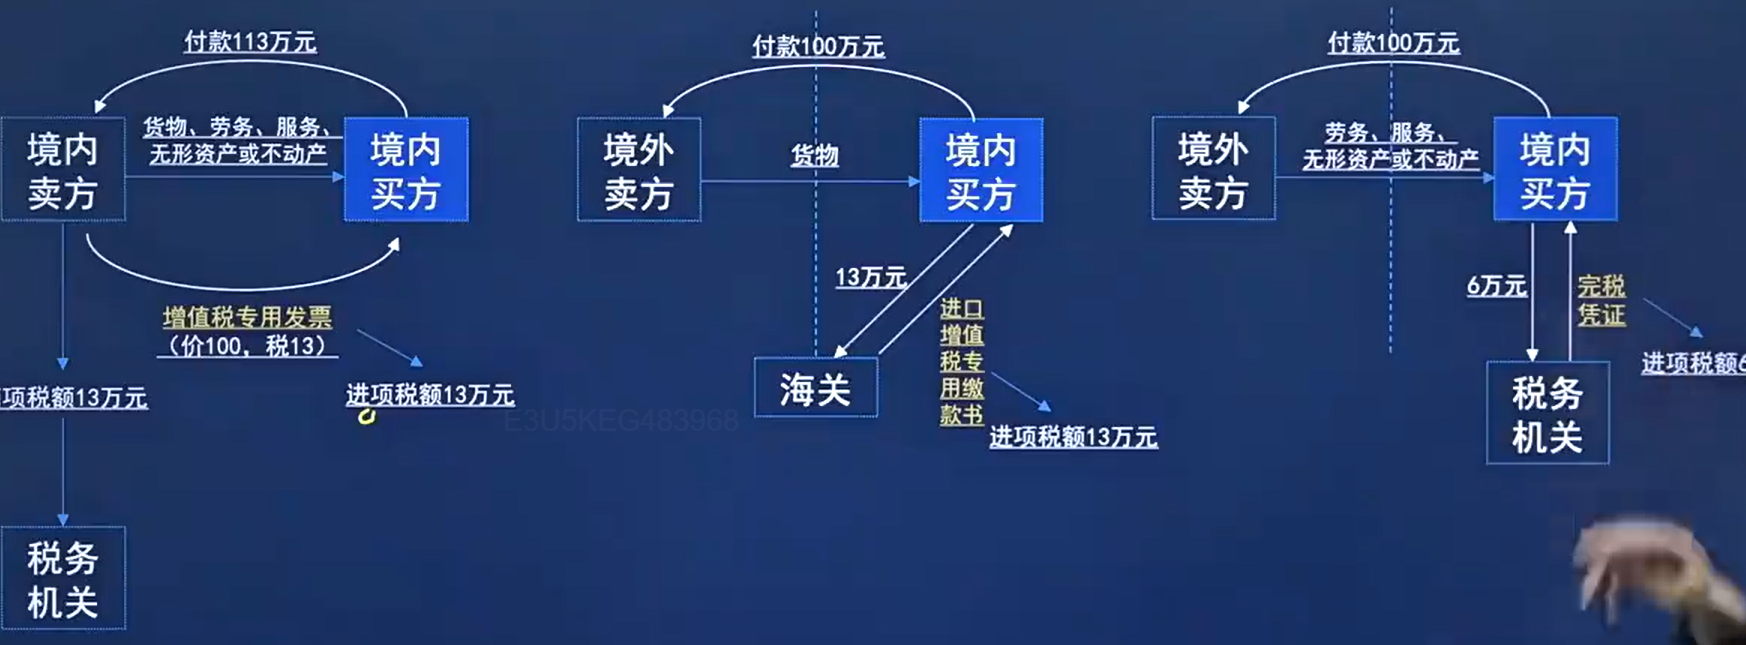 付款113万元
境内
卖方
货物、劳务、服务、
无形资产或不动产
境内
买方
增值税专用发票
（价100，税13）
项税额13万元
进项税额13万元
税务
机关
付款100万元
境外
卖方
货物
境内
买方
13万元
海关
进口
增值
税专
用缴
款书
进项税额13万元
E3U5KEG483968
付款100万元
境外
卖方
劳务、服务、
无形资产或不动产
境内
买方
6万元
完税
凭证
进项税额6
税务
机关